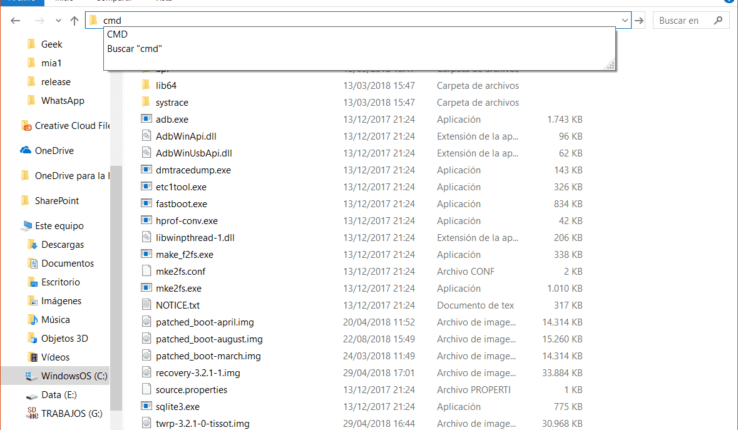 cmd
Buscar en
CMD
Buscar "cmd"
Geek
mia1
release
WhatsApp
Creative Cloud File
OneDrive
OneDrive para la
SharePoint
Este equipo
Descargas
Documentos
Escritorio
Imágenes
Música
Objetos 3D
Vídeos
WindowsOS (C:)
Data (E:)
TRABAJOS (G:)
lib64 13/03/2018 15:47 Carpeta de archivos
systrace 13/03/2018 15:47 Carpeta de archivos
adb.exe 13/12/2017 21:24 Aplicación 1.743 KB
AdbWinApi.dll 13/12/2017 21:24 Extensión de la ap... 96 KB
AdbWinUsbApi.dll 13/12/2017 21:24 Extensión de la ap... 62 KB
dmtracedump.exe 13/12/2017 21:24 Aplicación 143 KB
etc1tool.exe 13/12/2017 21:24 Aplicación 326 KB
fastboot.exe 13/12/2017 21:24 Aplicación 834 KB
hprof-conv.exe 13/12/2017 21:24 Aplicación 42 KB
libwinpthread-1.dll 13/12/2017 21:24 Extensión de la ap... 206 KB
make_f2fs.exe 13/12/2017 21:24 Aplicación 338 KB
mke2fs.conf 13/12/2017 21:24 Archivo CONF 2 KB
mke2fs.exe 13/12/2017 21:24 Aplicación 1.010 KB
NOTICE.txt 13/12/2017 21:24 Documento de tex 317 KB
patched_boot-april.img 20/04/2018 11:52 Archivo de image... 14.314 KB
patched_boot-august.img 22/08/2018 15:49 Archivo de image... 15.260 KB
patched_boot-march.img 24/03/2018 11:49 Archivo de image... 14.314 KB
recovery-3.2.1-1.img 29/04/2018 17:01 Archivo de image... 33.884 KB
source.properties 13/12/2017 21:24 Archivo PROPERTI 1 KB
sqlite3.exe 13/12/2017 21:24 Aplicación 775 KB
twrp-3.2.1-0-tissot.img 29/04/2018 16:44 Archivo de image... 30.968 KB